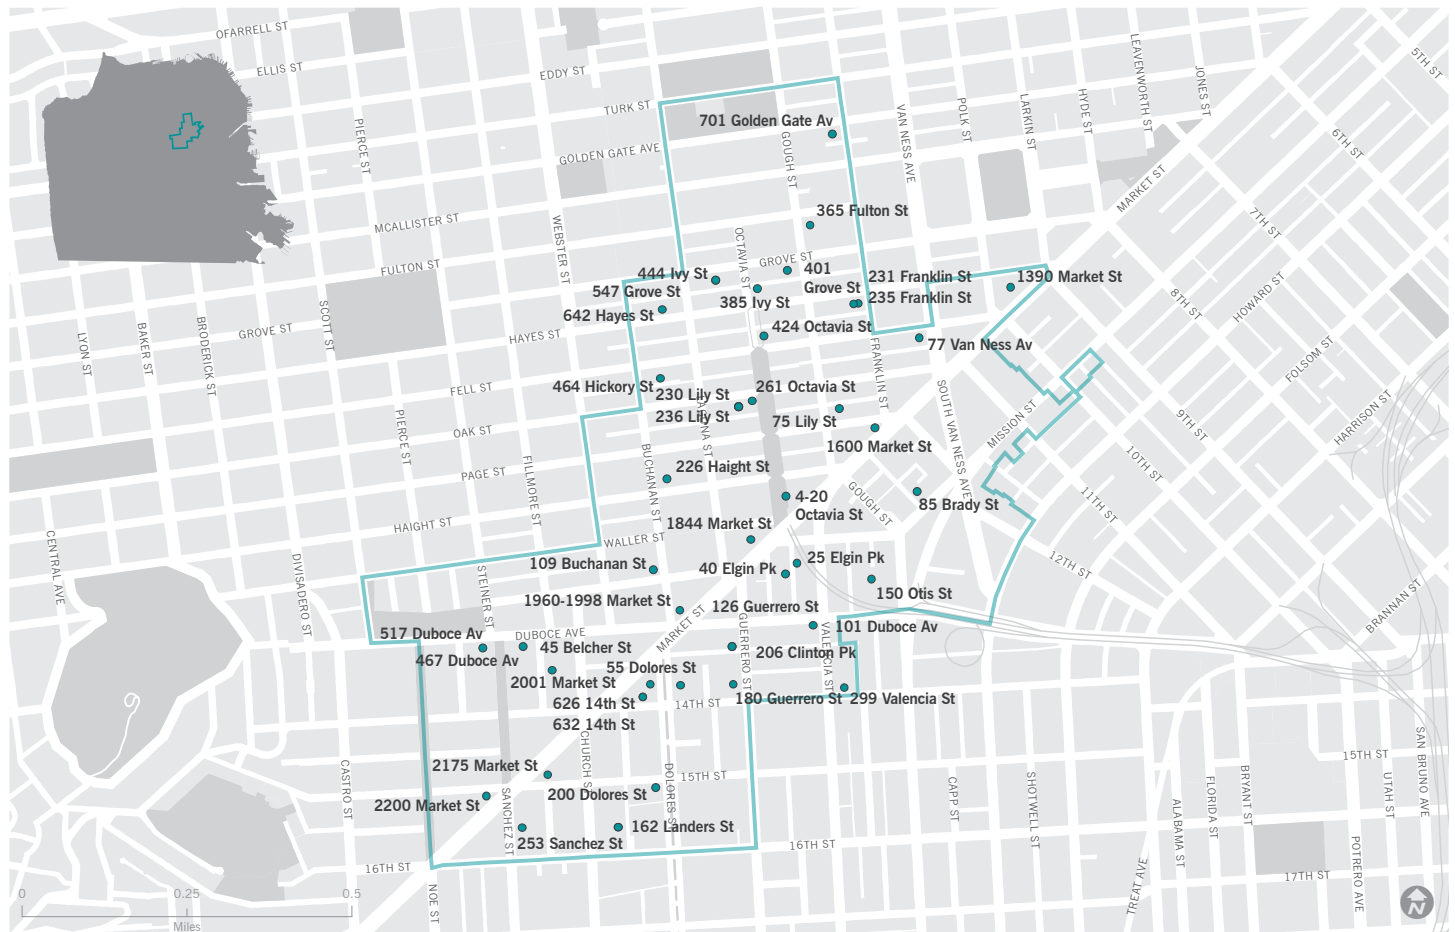 OFARRELL ST
ELLIS ST
EDDY ST
TURK ST
GOLDEN GATE AVE
MCALLISTER ST
FULTON ST
GROVE ST
HAYES ST
FELL ST
OAK ST
PAGE ST
HAIGHT ST
WALLER ST
DUBOCE AVE
PIERCE ST
WEBSTER ST
GOUGH ST
OCTAVIA ST
GROVE ST
VAN NESS AVE
POLK ST
LARKIN ST
HYDE ST
LEAVENWORTH ST
JONES ST
5TH ST
6TH ST
MARKET ST
7TH ST
8TH ST
HOWARD ST
FOLSOM ST
9TH ST
HARRISON ST
10TH ST
11TH ST
12TH ST
MISSION ST
SOUTH VAN NESS AVE
FRANKLIN ST
GOUGH ST
BRANNAN ST
LYON ST
BAKER ST
BRODERICK ST
SCOTT ST
PIERCE ST
FILLMORE ST
BUCHANAN ST
CENTRAL AVE
DIVISADERO ST
STEINER ST
MARKET ST
GUERRERO ST
VALENCIA ST
14TH ST
15TH ST
16TH ST
16TH ST
CASTRO ST
NOE ST
SANCHEZ ST
DOLORES ST
CAPP ST
SHOTWELL ST
TREAT AVE
ALABAMA ST
FLORIDA ST
BRYANT ST
15TH ST
17TH ST
POTRERO AVE
UTAH ST
SAN BRUNO AVE
701 Golden Gate Av
365 Fulton St
444 Ivy St
547 Grove St
642 Hayes St
401
Grove St
385 Ivy St
231 Franklin St
235 Franklin St
1390 Market St
424 Octavia St
77 Van Ness Av
464 Hickory St
230 Lily St
236 Lily St
261 Octavia St
75 Lily St
1600 Market St
226 Haight St
4-20
Octavia St
85 Brady St
1844 Market St
109 Buchanan St
40 Elgin Pk
25 Elgin Pk
150 Otis St
1960-1998 Market St
126 Guerrero St
101 Duboce Av
517 Duboce Av
467 Duboce Av
45 Belcher St
206 Clinton Pk
55 Dolores St
2001 Market St
626 14th St
632 14th St
180 Guerrero St
299 Valencia St
2175 Market St
200 Dolores St
2200 Market St
162 Landers St
253 Sanchez St
0
0.25
0.5
Miles
N